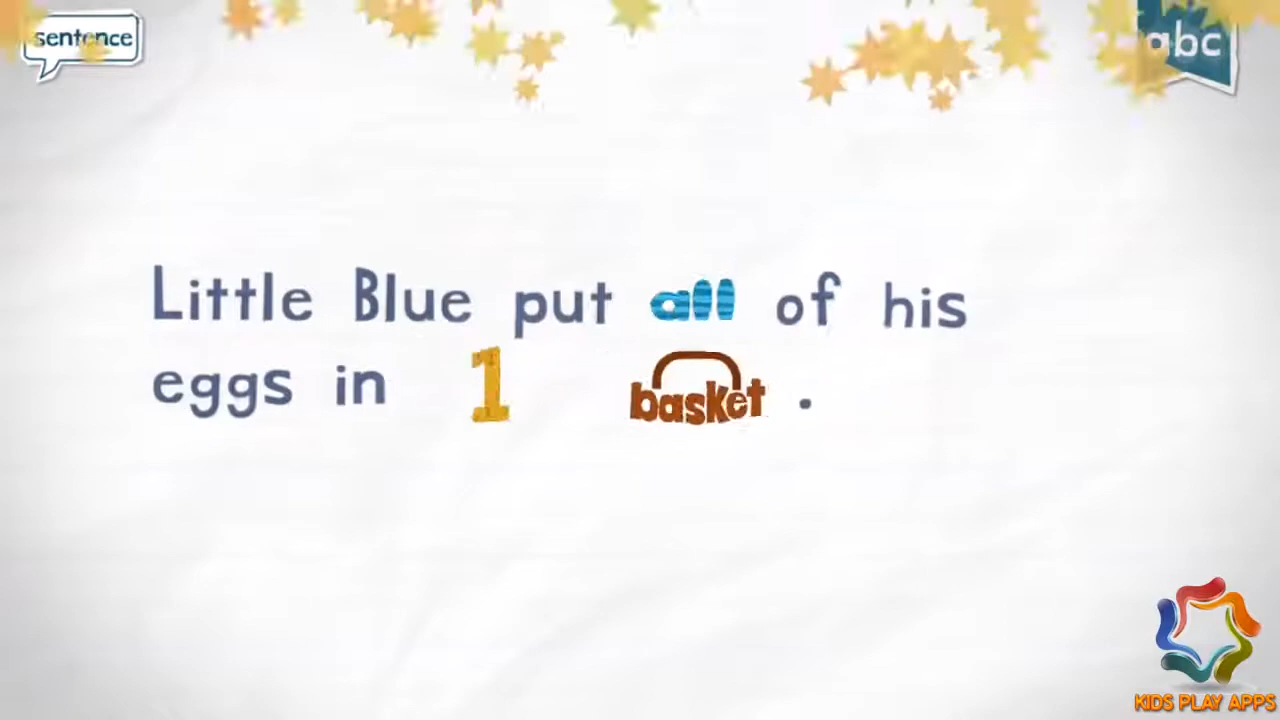 sentence
abc
Little Blue put all of his
eggs in 1 basket .
KIDS PLAY APPS